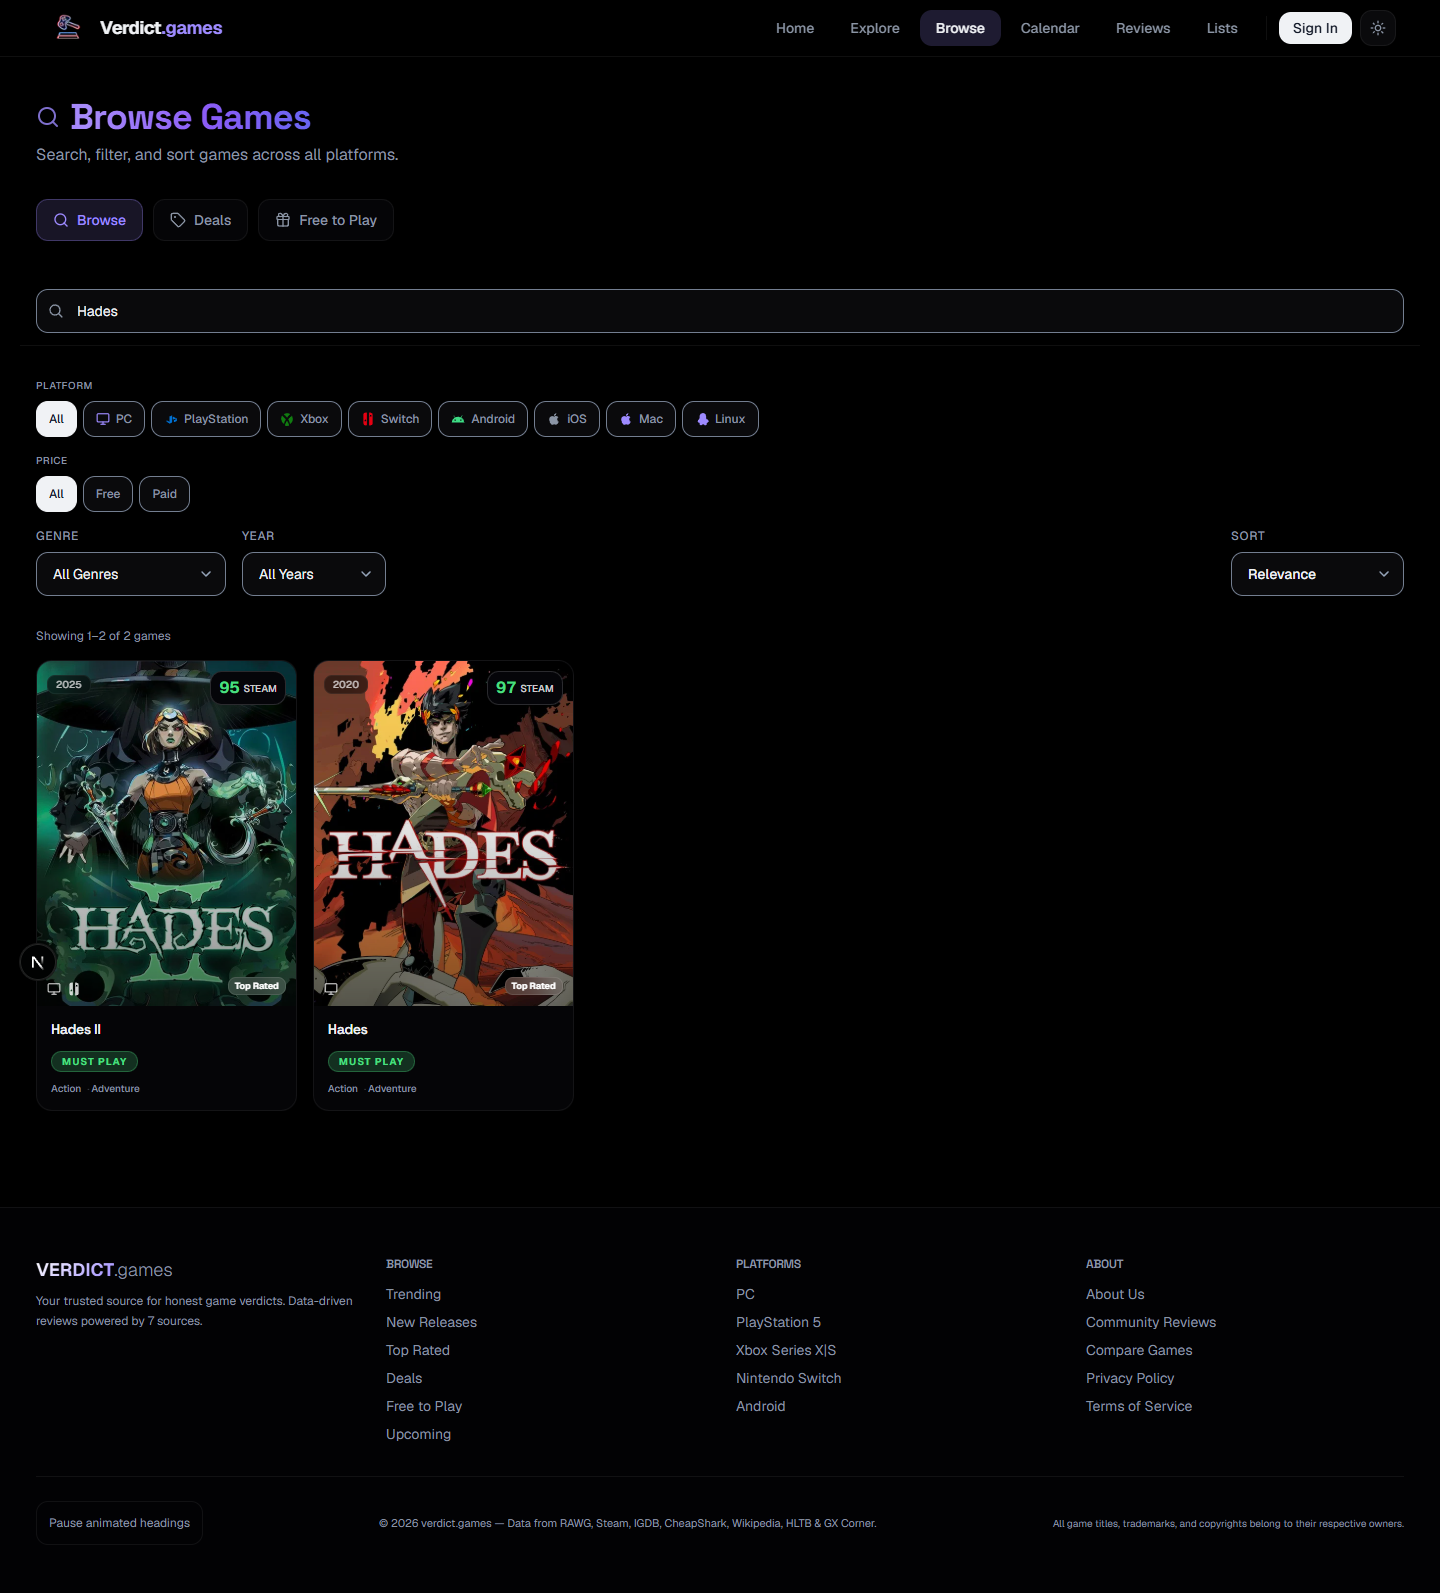 Verdict.games
Home
Explore
Browse
Calendar
Reviews
Lists
Sign In
Browse Games
Search, filter, and sort games across all platforms.
Browse
Deals
Free to Play
Hades
PLATFORM
All
PC
PlayStation
Xbox
Switch
Android
iOS
Mac
Linux
PRICE
All
Free
Paid
GENRE
YEAR
SORT
All Genres
All Years
Relevance
Showing 1–2 of 2 games
2025
95 STEAM
HADES
II
N
Top Rated
Hades II
MUST PLAY
Action · Adventure
2020
97 STEAM
HADES
Top Rated
Hades
MUST PLAY
Action · Adventure
VERDICT.games
Your trusted source for honest game verdicts. Data-driven
reviews powered by 7 sources.
BROWSE
Trending
New Releases
Top Rated
Deals
Free to Play
Upcoming
PLATFORMS
PC
PlayStation 5
Xbox Series X|S
Nintendo Switch
Android
ABOUT
About Us
Community Reviews
Compare Games
Privacy Policy
Terms of Service
Pause animated headings
© 2026 verdict.games — Data from RAWG, Steam, IGDB, CheapShark, Wikipedia, HLTB & GX Corner.
All game titles, trademarks, and copyrights belong to their respective owners.